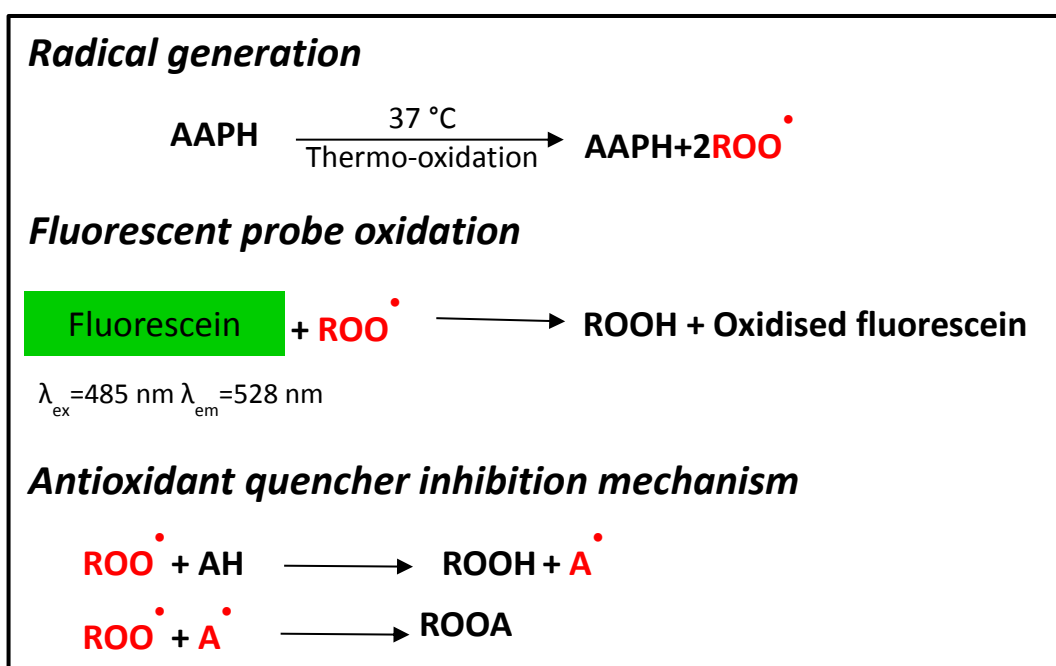 Radical generation
AAPH 37 °C Thermo-oxidation AAPH+2ROO•
Fluorescent probe oxidation
Fluorescein + ROO• ROOH + Oxidised fluorescein
λex=485 nm λem=528 nm
Antioxidant quencher inhibition mechanism
ROO• + AH ROOH + A•
ROO• + A• ROOA